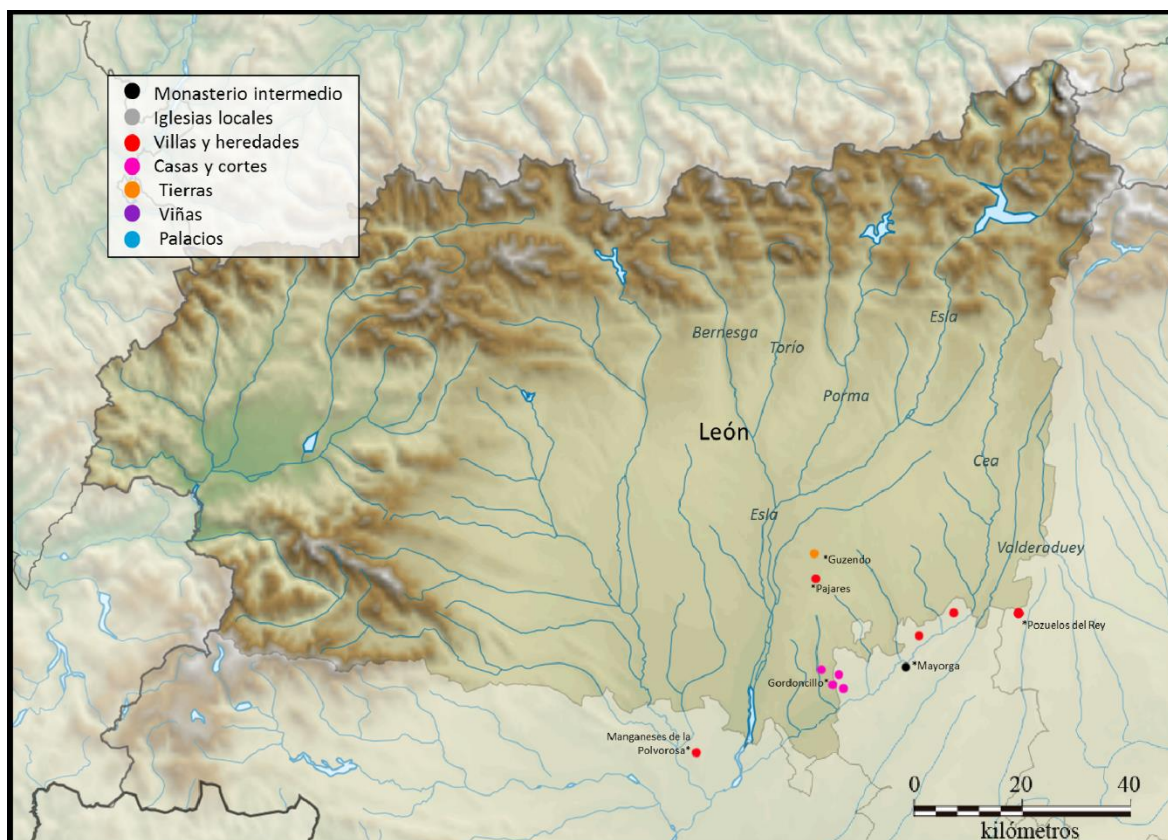 Monasterio intermedio
Iglesias locales
Villas y heredades
Casas y cortes
Tierras
Viñas
Palacios
Bernesga
Torío
Esla
Porma
León
Cea
Esla
Valderaduey
*Guzendo
*Pajares
*Pozuelos del Rey
*Mayorga
Gordoncillo*
Manganeses de la
Polvorosa*
0 20 40
kilómetros